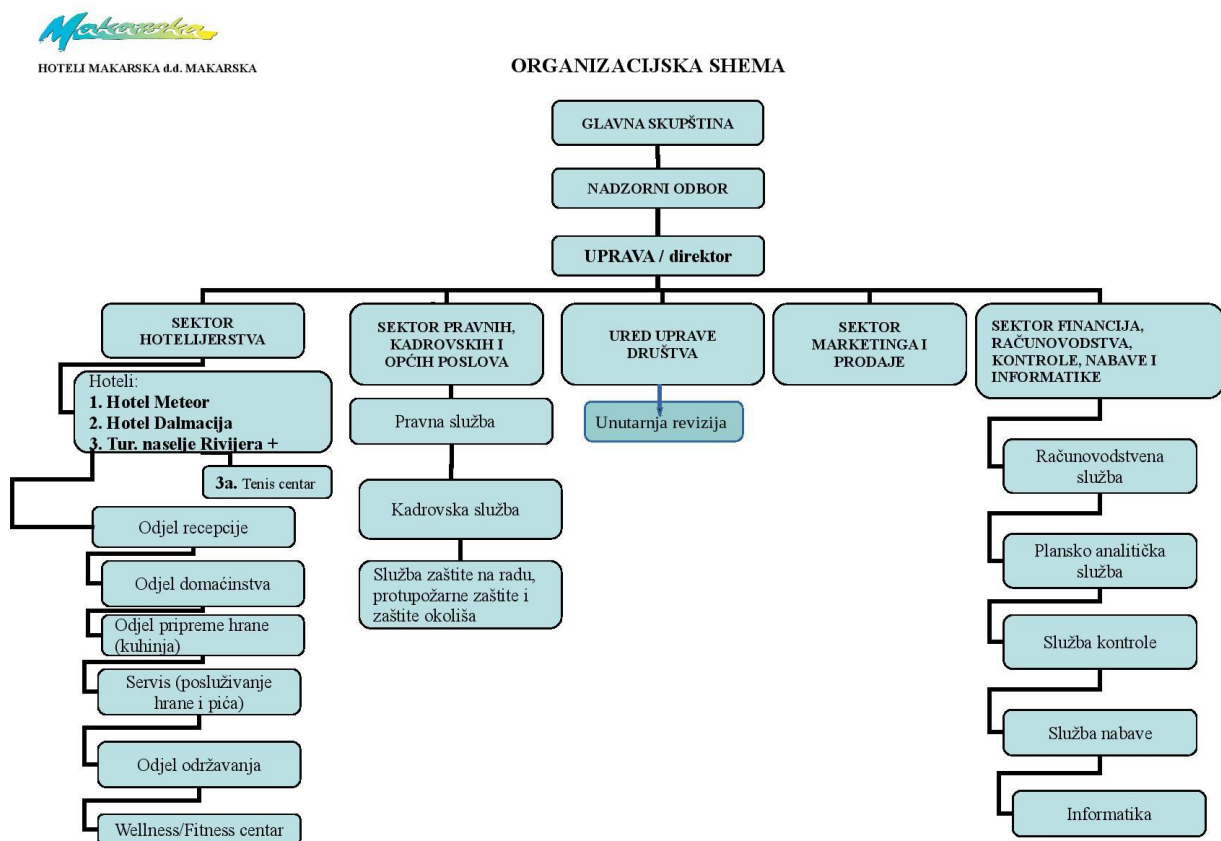 Makarska
HOTELI MAKARSKA d.d. MAKARSKA
ORGANIZACIJSKA SHEMA
GLAVNA SKUPŠTINA
NADZORNI ODBOR
UPRAVA / direktor
SEKTOR
HOTELIJERSTVA
SEKTOR PRAVNIH,
KADROVSKIH I
OPĆIH POSLOVA
URED UPRAVE
DRUŠTVA
SEKTOR
MARKETINGA I
PRODAJE
SEKTOR FINANCIJA,
RAČUNOVODSTVA,
KONTROLE, NABAVE I
INFORMATIKE
Hoteli:
1. Hotel Meteor
2. Hotel Dalmacija
3. Tur. naselje Rivijera +
3a. Tenis centar
Odjel recepcije
Odjel domaćinstva
Odjel pripreme hrane
(kuhinja)
Servis (posluživanje
hrane i pića)
Odjel održavanja
Wellness/Fitness centar
Pravna služba
Kadrovska služba
Služba zaštite na radu,
protupožarne zaštite i
zaštite okoliša
Unutarnja revizija
Računovodstvena
služba
Plansko analitička
služba
Služba kontrole
Služba nabave
Informatika